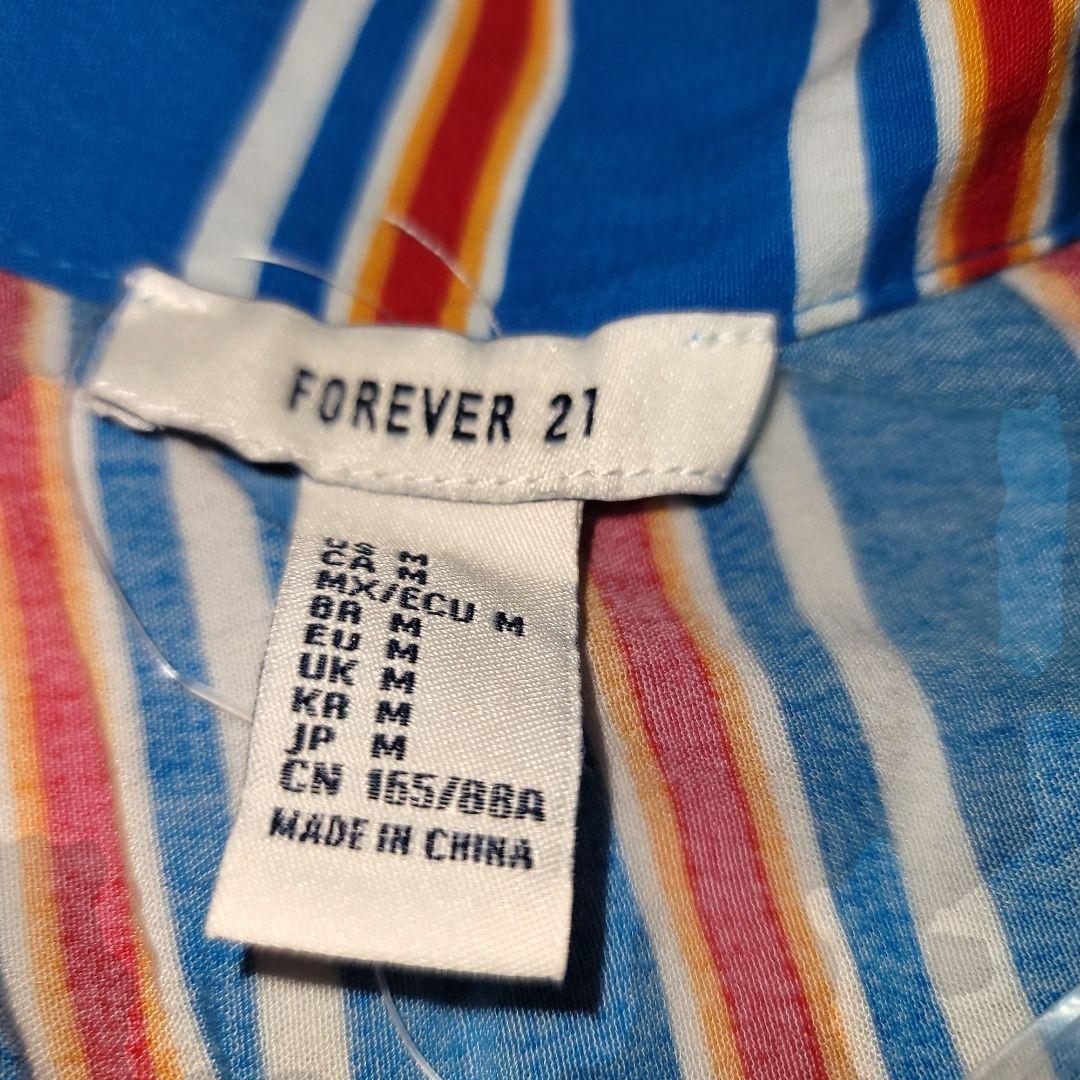 FOREVER 21
US M
CA M
MX/ECU M
BR M
EU M
UK M
KR M
JP M
CN 165/88A
MADE IN CHINA